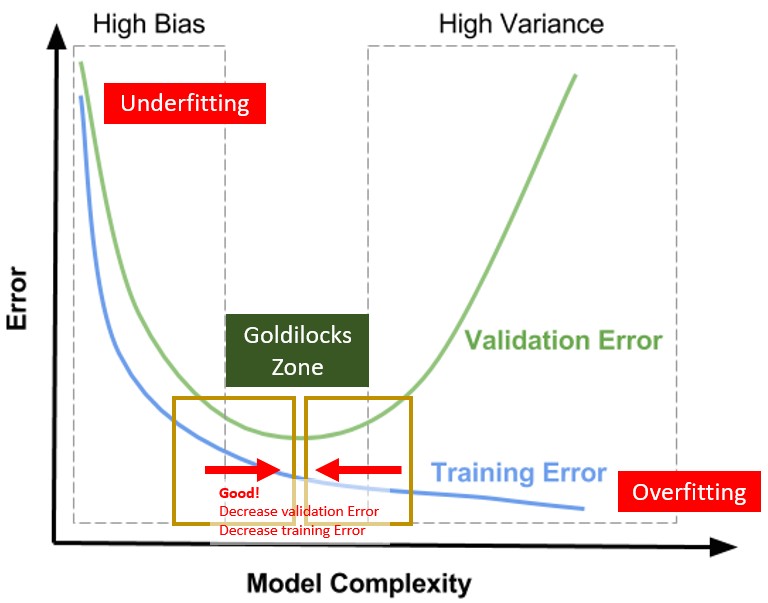 High Bias
High Variance
Underfitting
Error
Goldilocks
Zone
Validation Error
Training Error
Overfitting
Good!
Decrease validation Error
Decrease training Error
Model Complexity